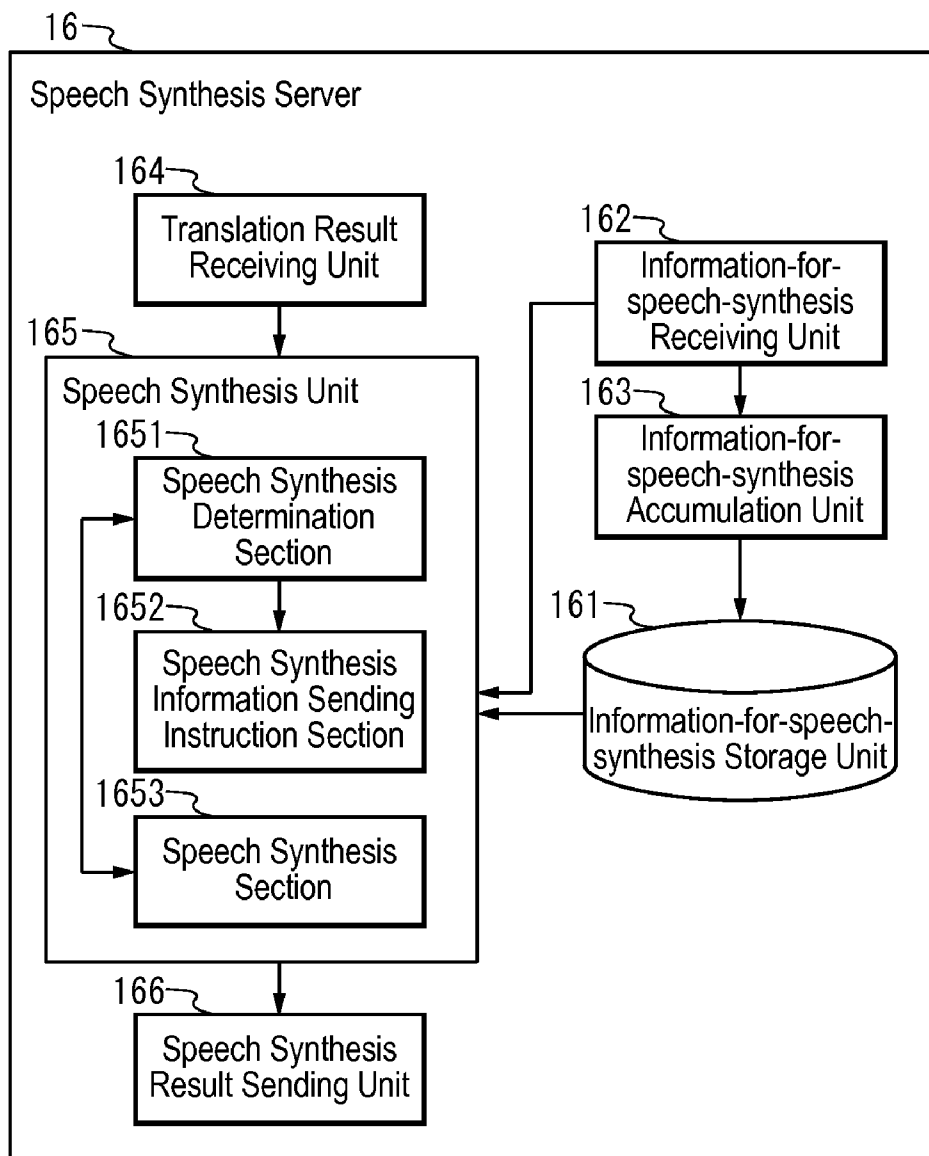 16
Speech Synthesis Server
164
Translation Result
Receiving Unit
162
Information-for-
speech-synthesis
Receiving Unit
165
Speech Synthesis Unit
163
Information-for-
speech-synthesis
Accumulation Unit
1651
Speech Synthesis
Determination
Section
1652
Speech Synthesis
Information Sending
Instruction Section
161
Information-for-speech-
synthesis Storage Unit
1653
Speech Synthesis
Section
166
Speech Synthesis
Result Sending Unit